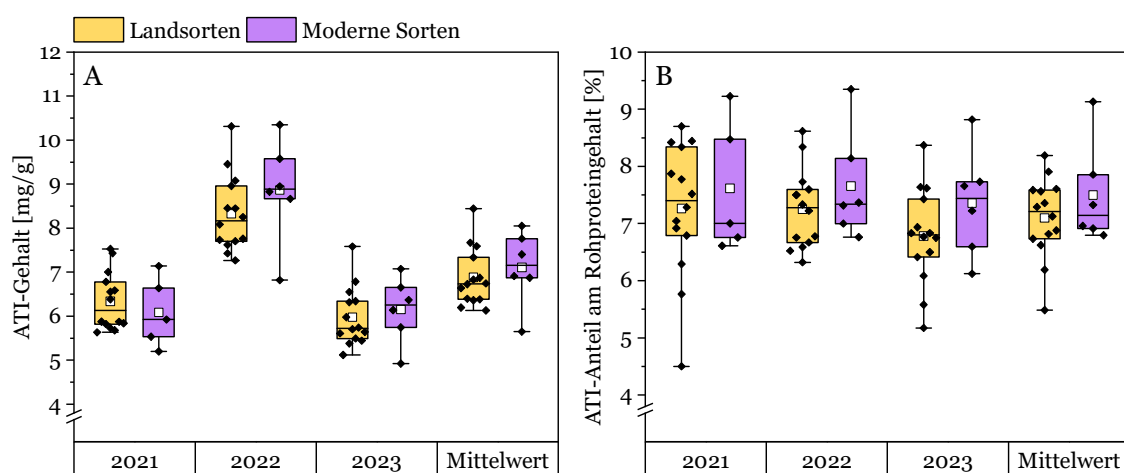 Landsorten Moderne Sorten
A
ATI-Gehalt [mg/g]
12
11
10
9
8
7
6
5
4
2021 2022 2023 Mittelwert
B
ATI-Anteil am Rohproteingehalt [%]
10
9
8
7
6
5
4
2021 2022 2023 Mittelwert